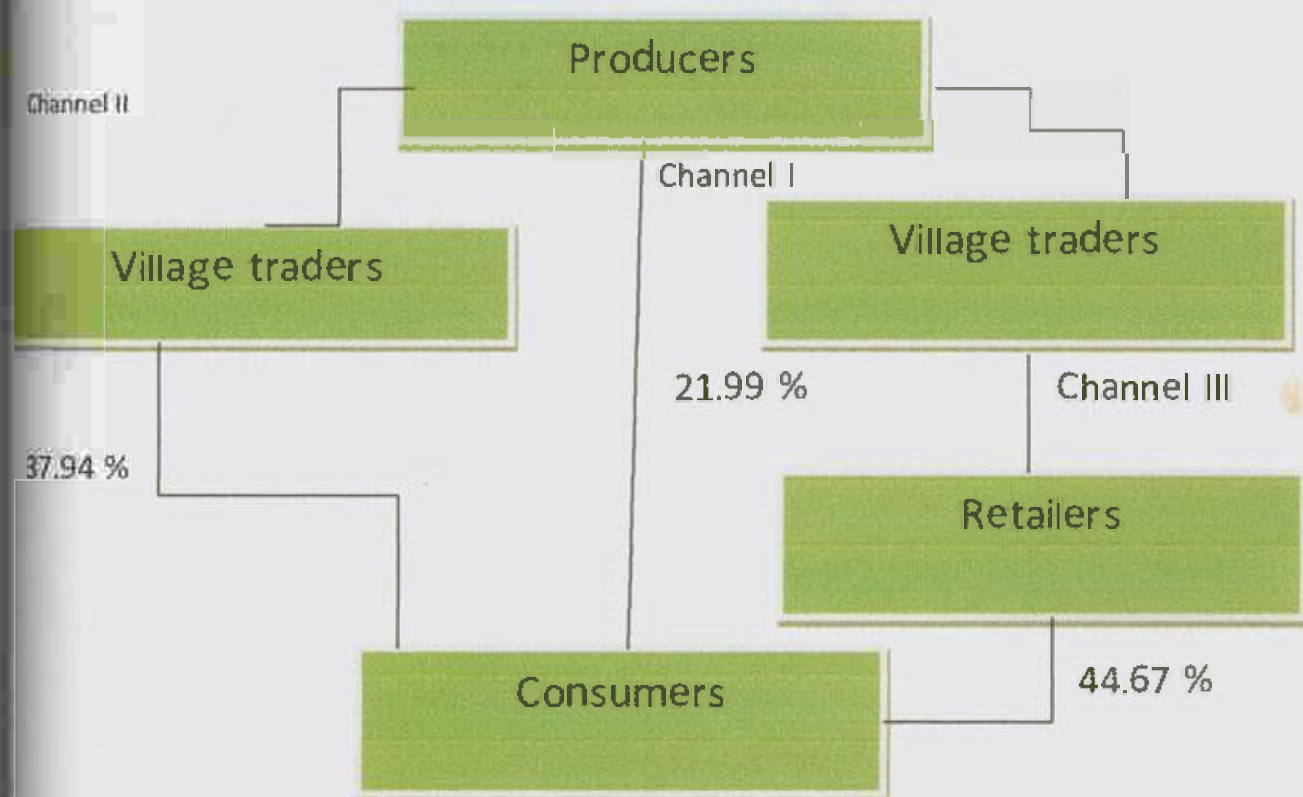 Producers
Channel II
Channel I
Village traders
Village traders
21.99 %
Channel III
37.94 %
Retailers
44.67 %
Consumers